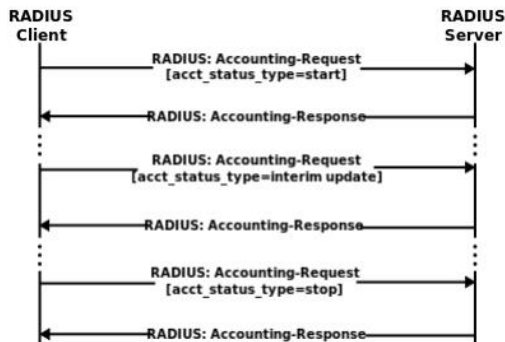 RADIUS
Client
RADIUS
Server
RADIUS: Accounting-Request
[acct_status_type=start]
RADIUS: Accounting-Response
RADIUS: Accounting-Request
[acct_status_type=interim update]
RADIUS: Accounting-Response
RADIUS: Accounting-Request
[acct_status_type=stop]
RADIUS: Accounting-Response